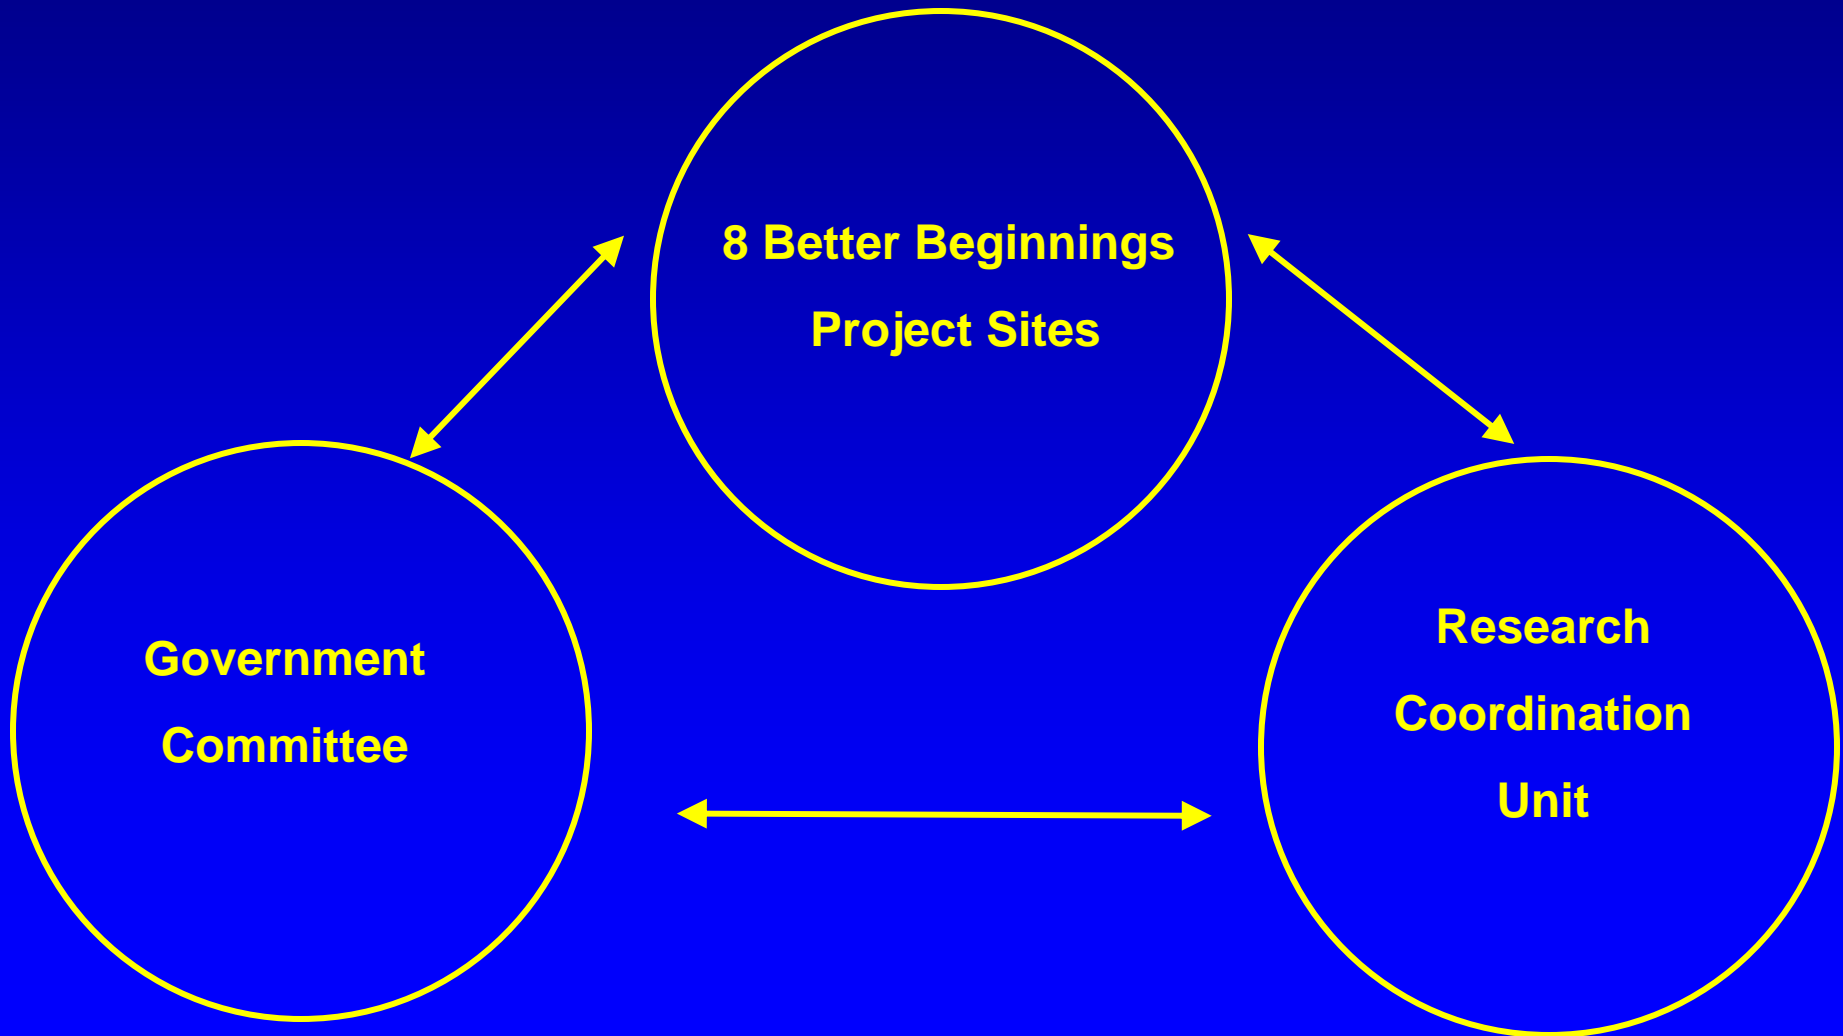 8 Better Beginnings
Project Sites
Government
Committee
Research
Coordination
Unit